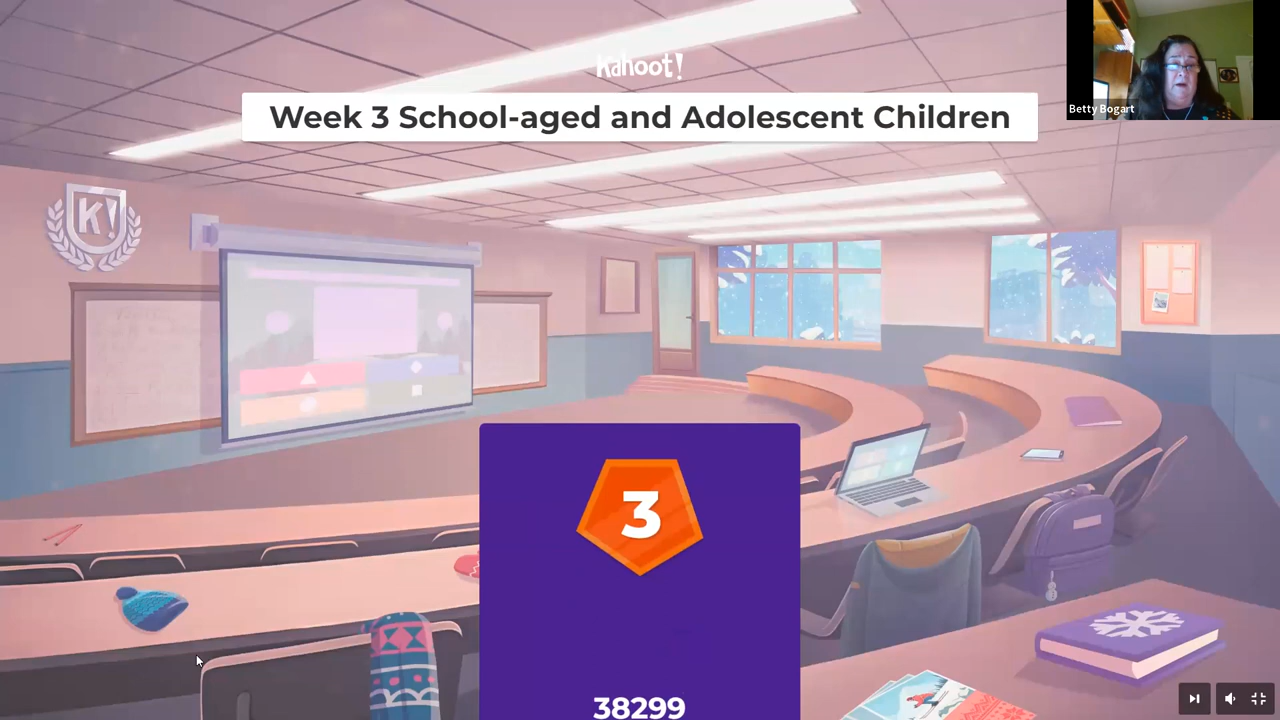 Kahoot!
Week 3 School-aged and Adolescent Children
Betty Bogart
K!
3
38299